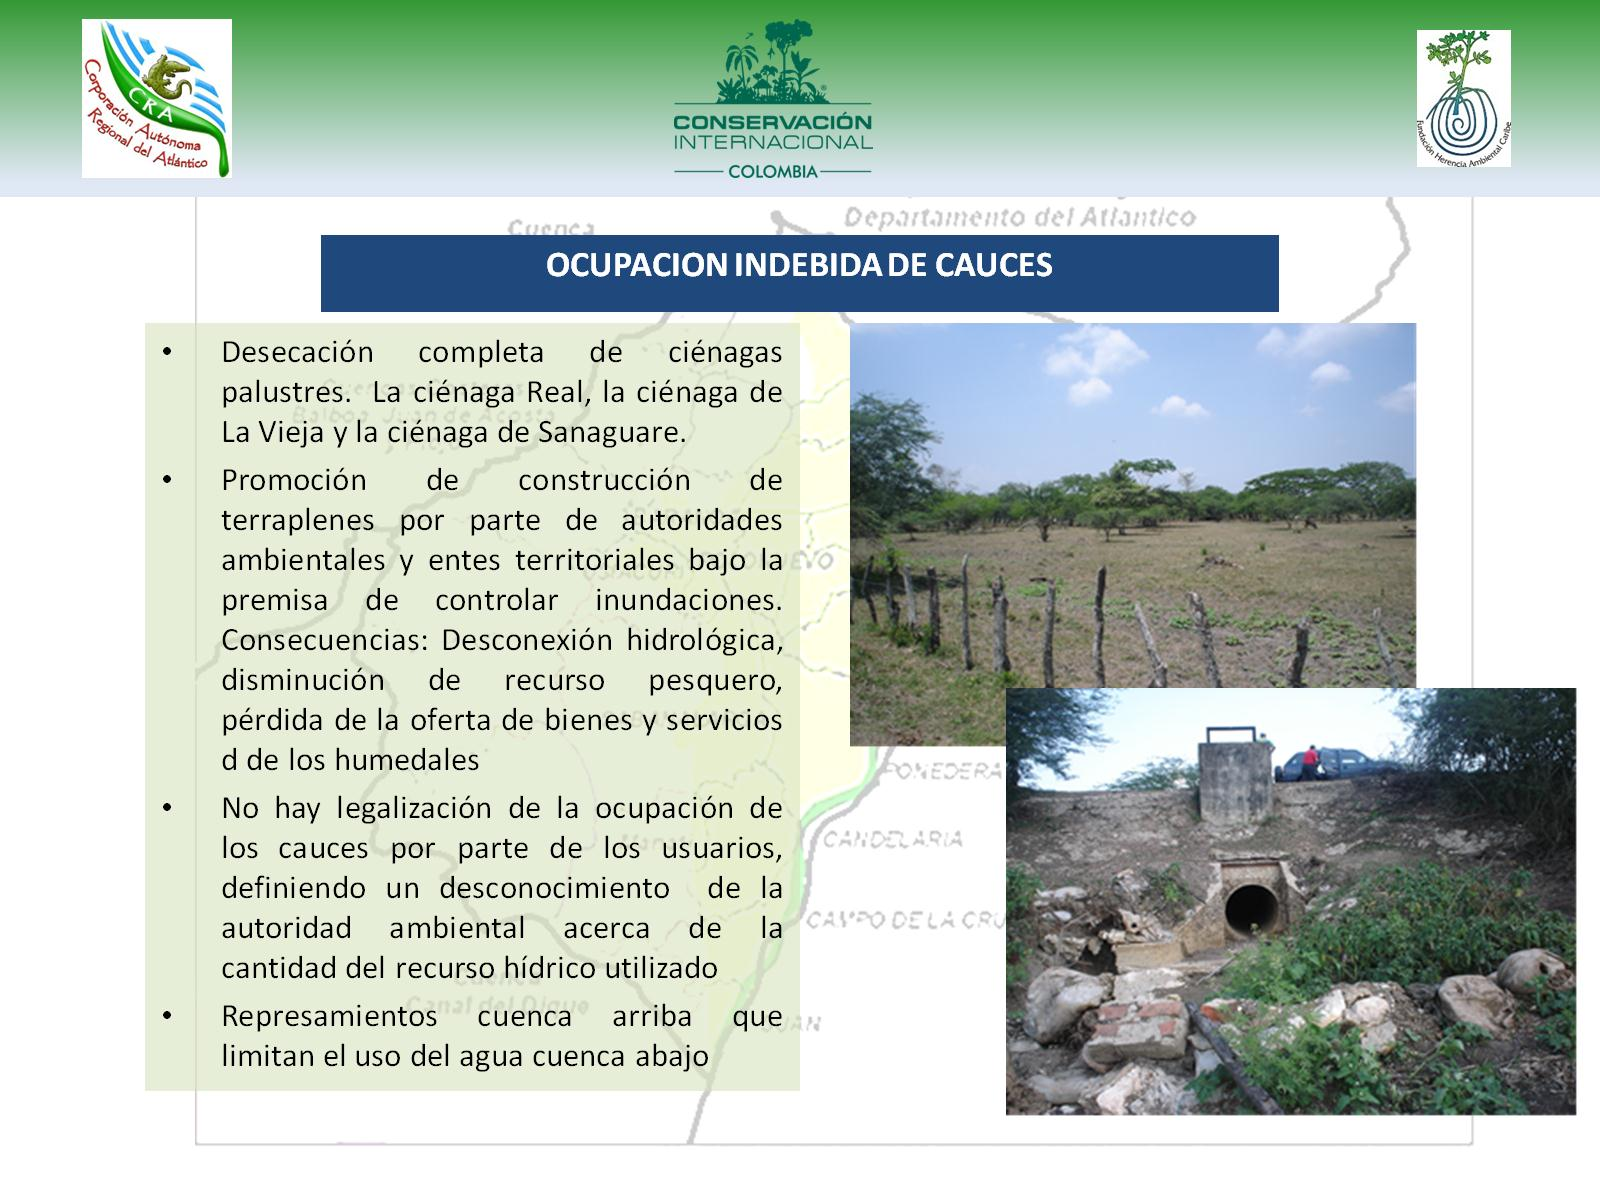 CRA
Corporación Autónoma
Regional del Atlántico
CONSERVACIÓN
INTERNACIONAL
COLOMBIA
Fundación Herencia Ambiental Caribe
Cuenca
Departamento del Atlantico
OCUPACION INDEBIDA DE CAUCES
• Desecación completa de ciénagas
palustres. La ciénaga Real, la ciénaga de
La Vieja y la ciénaga de Sanaguare.
• Promoción de construcción de
terraplenes por parte de autoridades
ambientales y entes territoriales bajo la
premisa de controlar inundaciones.
Consecuencias: Desconexión hidrológica,
disminución de recurso pesquero,
pérdida de la oferta de bienes y servicios
d de los humedales
• No hay legalización de la ocupación de
los cauces por parte de los usuarios,
definiendo un desconocimiento de la
autoridad ambiental acerca de la
cantidad del recurso hídrico utilizado
• Represamientos cuenca arriba que
limitan el uso del agua cuenca abajo
PONEDERA
CANDELARIA
CAMPO DE LA CRU
Cuenca
Canal del Dique